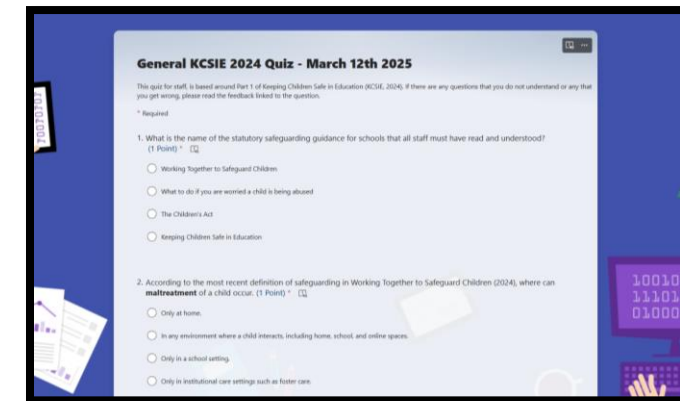 General KCSIE 2024 Quiz - March 12th 2025
This quiz for staff, is based around Part 1 of Keeping Children Safe in Education (KCSIE, 2024). If there are any questions that you do not understand or any that
you get wrong, please read the feedback linked to the question.
* Required
1. What is the name of the statutory safeguarding guidance for schools that all staff must have read and understood?
(1 Point) *
Working Together to Safeguard Children
What to do if you are worried a child is being abused
The Children's Act
Keeping Children Safe in Education
2. According to the most recent definition of safeguarding in Working Together to Safeguard Children (2024), where can
maltreatment of a child occur. (1 Point) *
Only at home.
In any environment where a child interacts, including home, school, and online spaces.
Only in a school setting.
Only in institutional care settings such as foster care.
10010
11101
01000